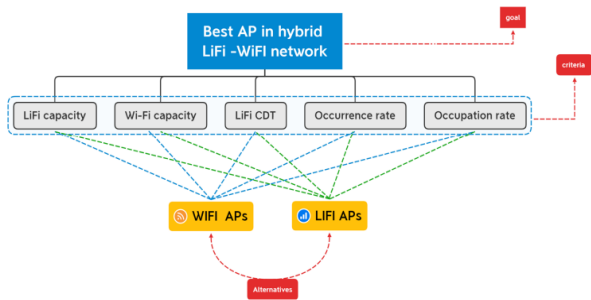 Best AP in hybrid
LiFi -WiFI network
goal
criteria
LiFi capacity
Wi-Fi capacity
LiFi CDT
Occurrence rate
Occupation rate
WIFI APs
LIFI APs
Alternatives